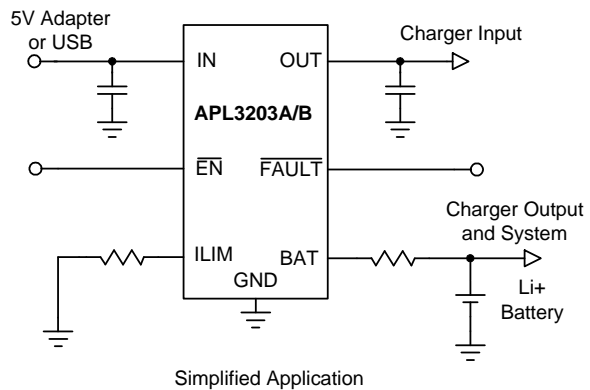 5V Adapter
or USB
Charger Input
IN
OUT
APL3203A/B
EN
FAULT
Charger Output
and System
ILIM
BAT
GND
Li+
Battery
Simplified Application